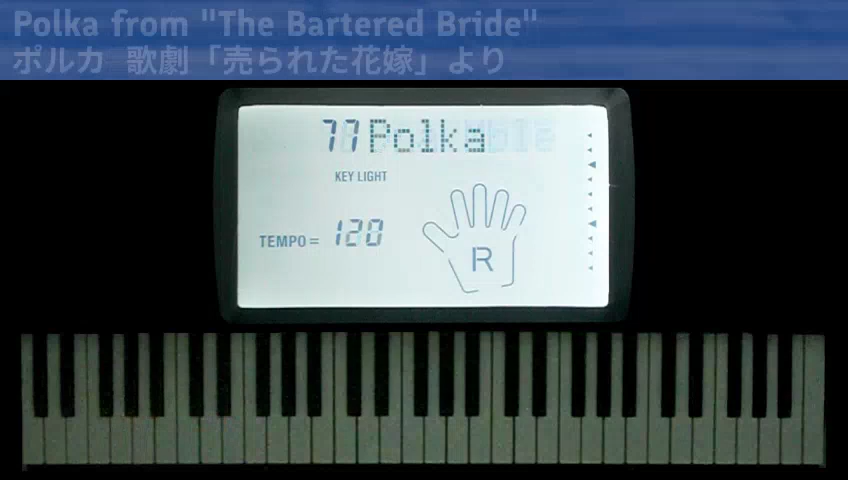 Polka from "The Bartered Bride"
ポルカ 歌劇「売られた花嫁」より
77 Polka
KEY LIGHT
TEMPO= 120
R